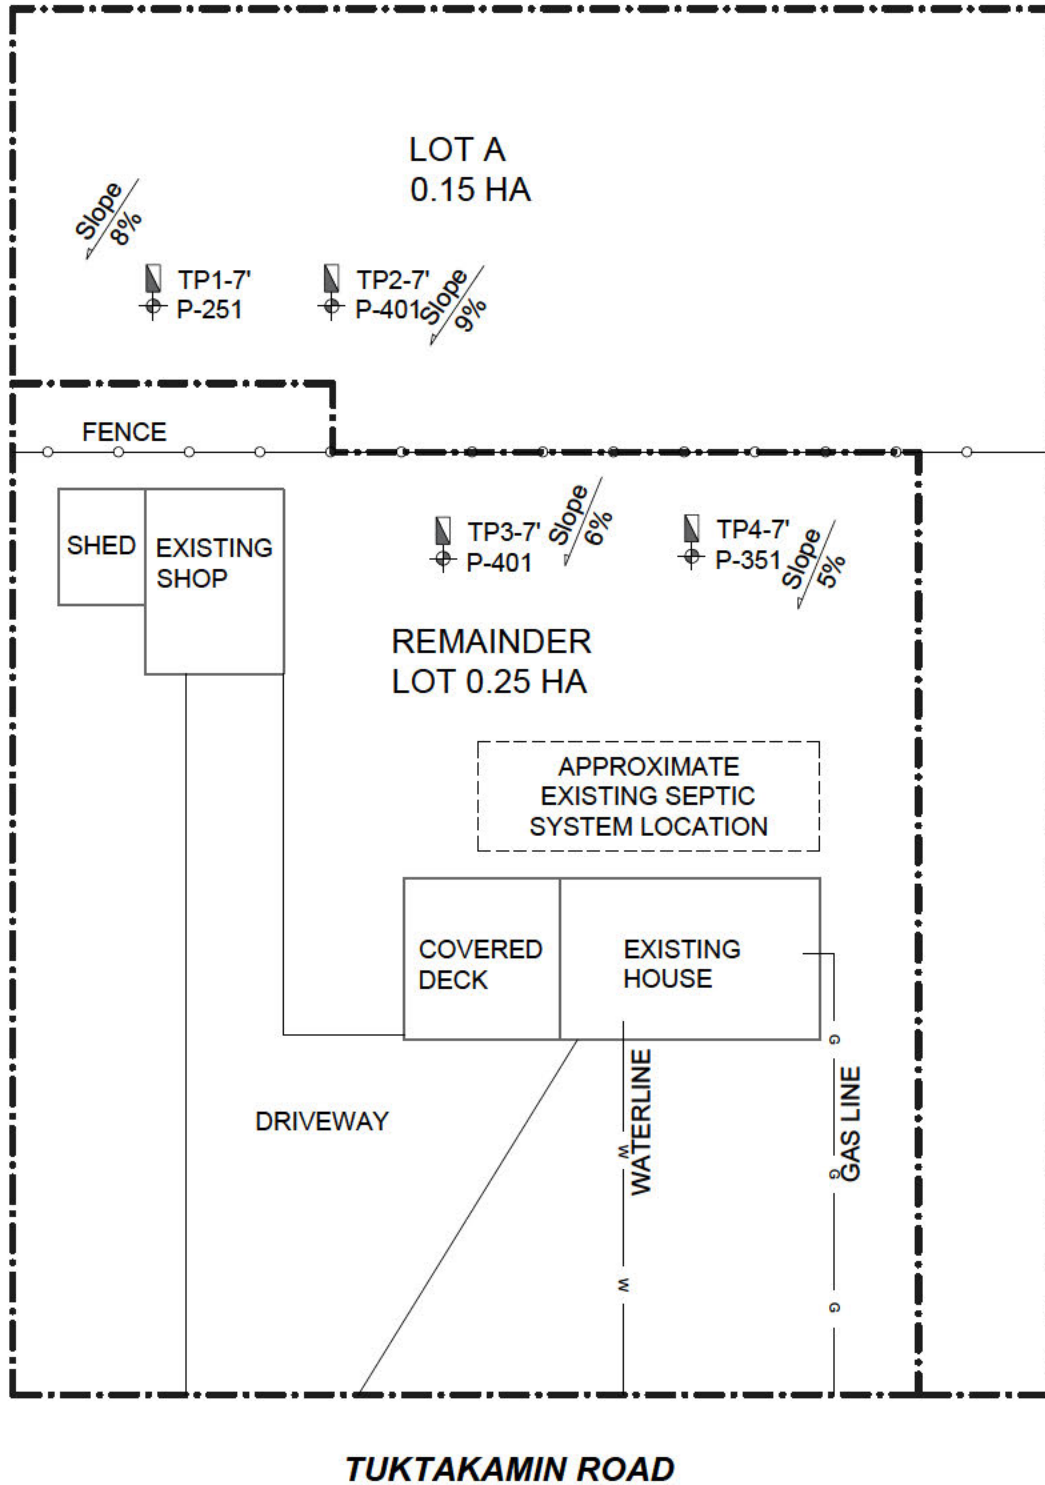 LOT A
0.15 HA
Slope
8%
TP1-7'
P-251
TP2-7'
P-401
Slope
9%
FENCE
SHED
EXISTING
SHOP
TP3-7'
P-401
Slope
6%
TP4-7'
P-351
Slope
5%
REMAINDER
LOT 0.25 HA
APPROXIMATE
EXISTING SEPTIC
SYSTEM LOCATION
COVERED
DECK
EXISTING
HOUSE
DRIVEWAY
WATERLINE
W
W
GAS LINE
G
G
G
TUKTAKAMIN ROAD